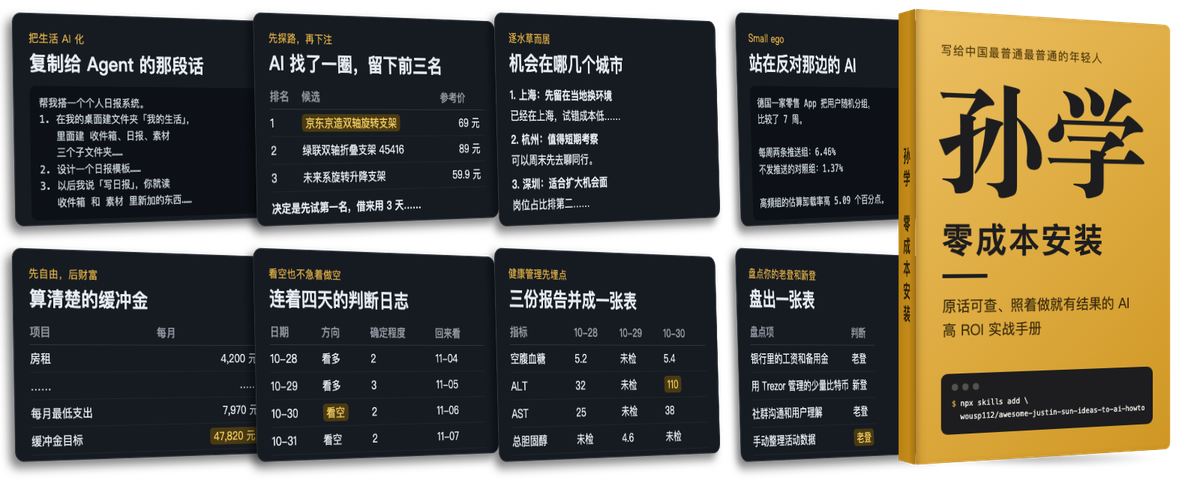 把生活 AI 化
复制给 Agent 的那段话
帮我搭一个个人日报系统。
1. 在我的桌面建文件夹「我的生活」，
里面建 收件箱、日报、素材
三个子文件夹……
2. 设计一个日报模板……
3. 以后我说「写日报」，你就读
收件箱 和 素材 里新加的东西……
先探路，再下注
AI 找了一圈，留下前三名
排名 候选 参考价
1 京东京造双轴旋转支架 69 元
2 绿联双轴折叠支架 45416 89 元
3 未来系旋转升降支架 59.9 元
决定是先试第一名，借来用 3 天……
逐水草而居
机会在哪几个城市
1. 上海：先留在当地换环境
已经在上海，试错成本低……
2. 杭州：值得短期考察
可以周末先去聊同行。
3. 深圳：适合扩大机会面
岗位占比排第二……
Small ego
站在反对那边的 AI
德国一家零售 App 把用户随机分组，
比较了 7 周。
每周两条推送组：6.46%
不发推送的对照组：1.37%
高频组的估算卸载率高 5.09 个百分点。
先自由，后财富
算清楚的缓冲金
项目 每月
房租 4,200 元
…… ……
每月最低支出 7,970 元
缓冲金目标 47,820 元
看空也不急着做空
连着四天的判断日志
日期 方向 确定程度 回来看
10-28 看多 2 11-04
10-29 看多 3 11-05
10-30 看空 2 11-06
10-31 看空 2 11-07
健康管理先埋点
三份报告并成一张表
指标 10-28 10-29 10-30
空腹血糖 5.2 未检 5.4
ALT 32 未检 110
AST 25 未检 38
总胆固醇 未检 4.6 未检
盘点你的老登和新登
盘出一张表
盘点项 判断
银行里的工资和备用金 老登
用 Trezor 管理的少量比特币 新登
社群沟通和用户理解 老登
手动整理活动数据 老登
孙学 零成本安装
写给中国最普通最普通的年轻人
孙学
零成本安装
原话可查、照着做就有结果的 AI
高 ROI 实战手册
$ npx skills add \
wousp112/awesome-justin-sun-ideas-to-ai-howto